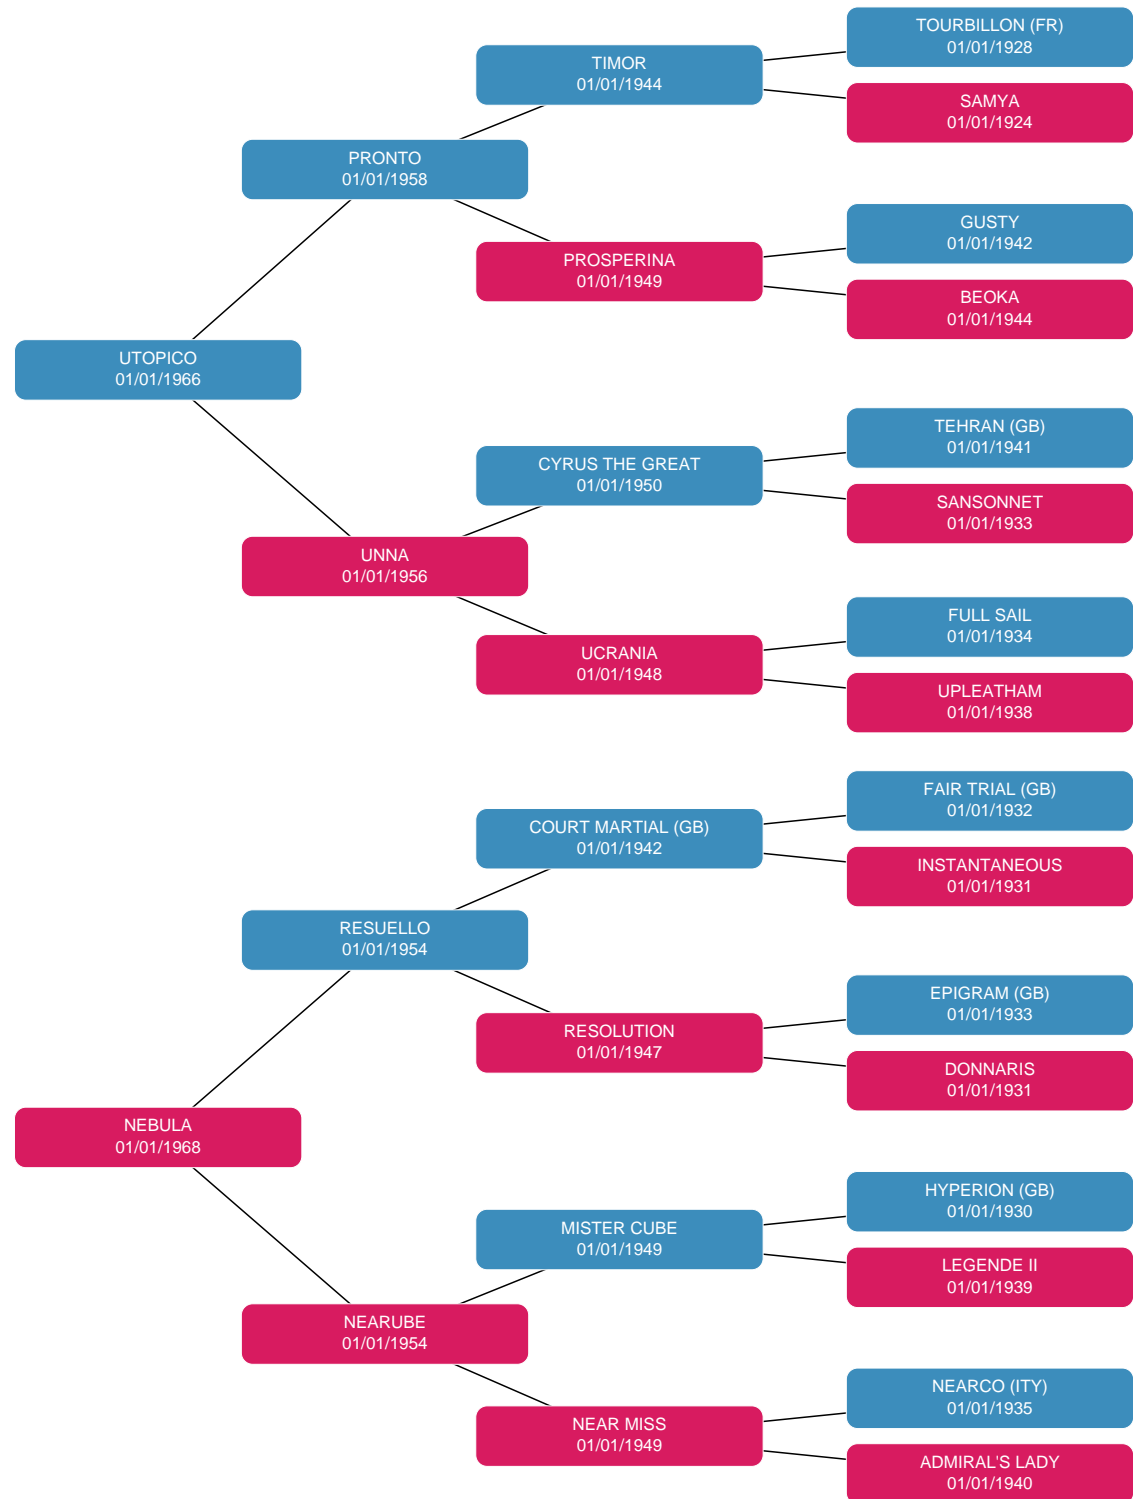 TOURBILLON (FR)
01/01/1928
TIMOR
01/01/1944
SAMYA
01/01/1924
PRONTO
01/01/1958
GUSTY
01/01/1942
PROSPERINA
01/01/1949
BEOKA
01/01/1944
UTOPICO
01/01/1966
TEHRAN (GB)
01/01/1941
CYRUS THE GREAT
01/01/1950
SANSONNET
01/01/1933
UNNA
01/01/1956
FULL SAIL
01/01/1934
UCRANIA
01/01/1948
UPLEATHAM
01/01/1938
FAIR TRIAL (GB)
01/01/1932
COURT MARTIAL (GB)
01/01/1942
INSTANTANEOUS
01/01/1931
RESUELLO
01/01/1954
EPIGRAM (GB)
01/01/1933
RESOLUTION
01/01/1947
DONNARIS
01/01/1931
NEBULA
01/01/1968
HYPERION (GB)
01/01/1930
MISTER CUBE
01/01/1949
LEGENDE II
01/01/1939
NEARUBE
01/01/1954
NEARCO (ITY)
01/01/1935
NEAR MISS
01/01/1949
ADMIRAL'S LADY
01/01/1940